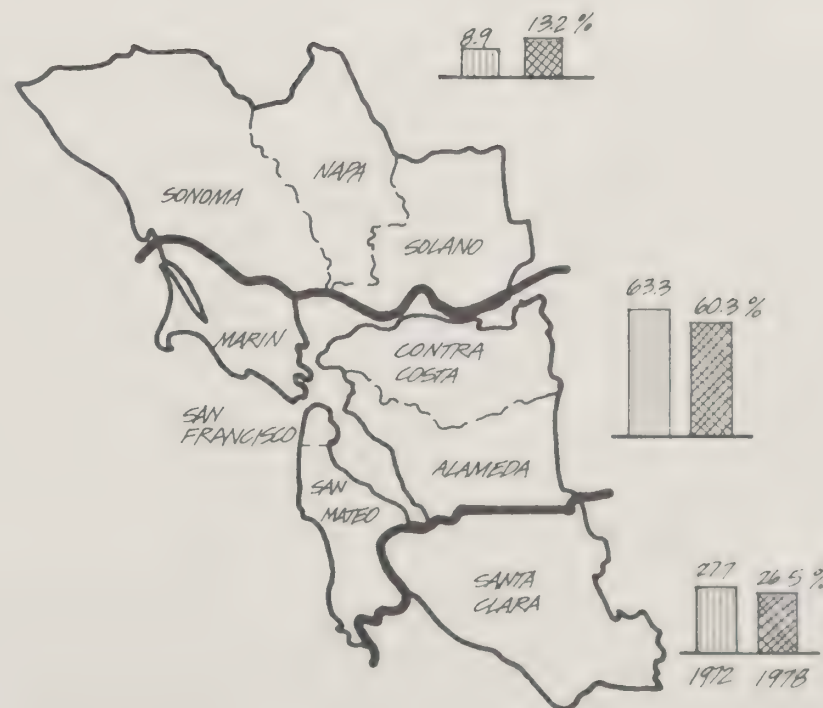 8.9 13.2 %
NAPA
SONOMA
SOLANO
63.3
60.3 %
MARIN
CONTRA
COSTA
SAN
FRANCISCO
ALAMEDA
SAN
MATEO
27.7 26.5 %
SANTA
CLARA
1972 1978